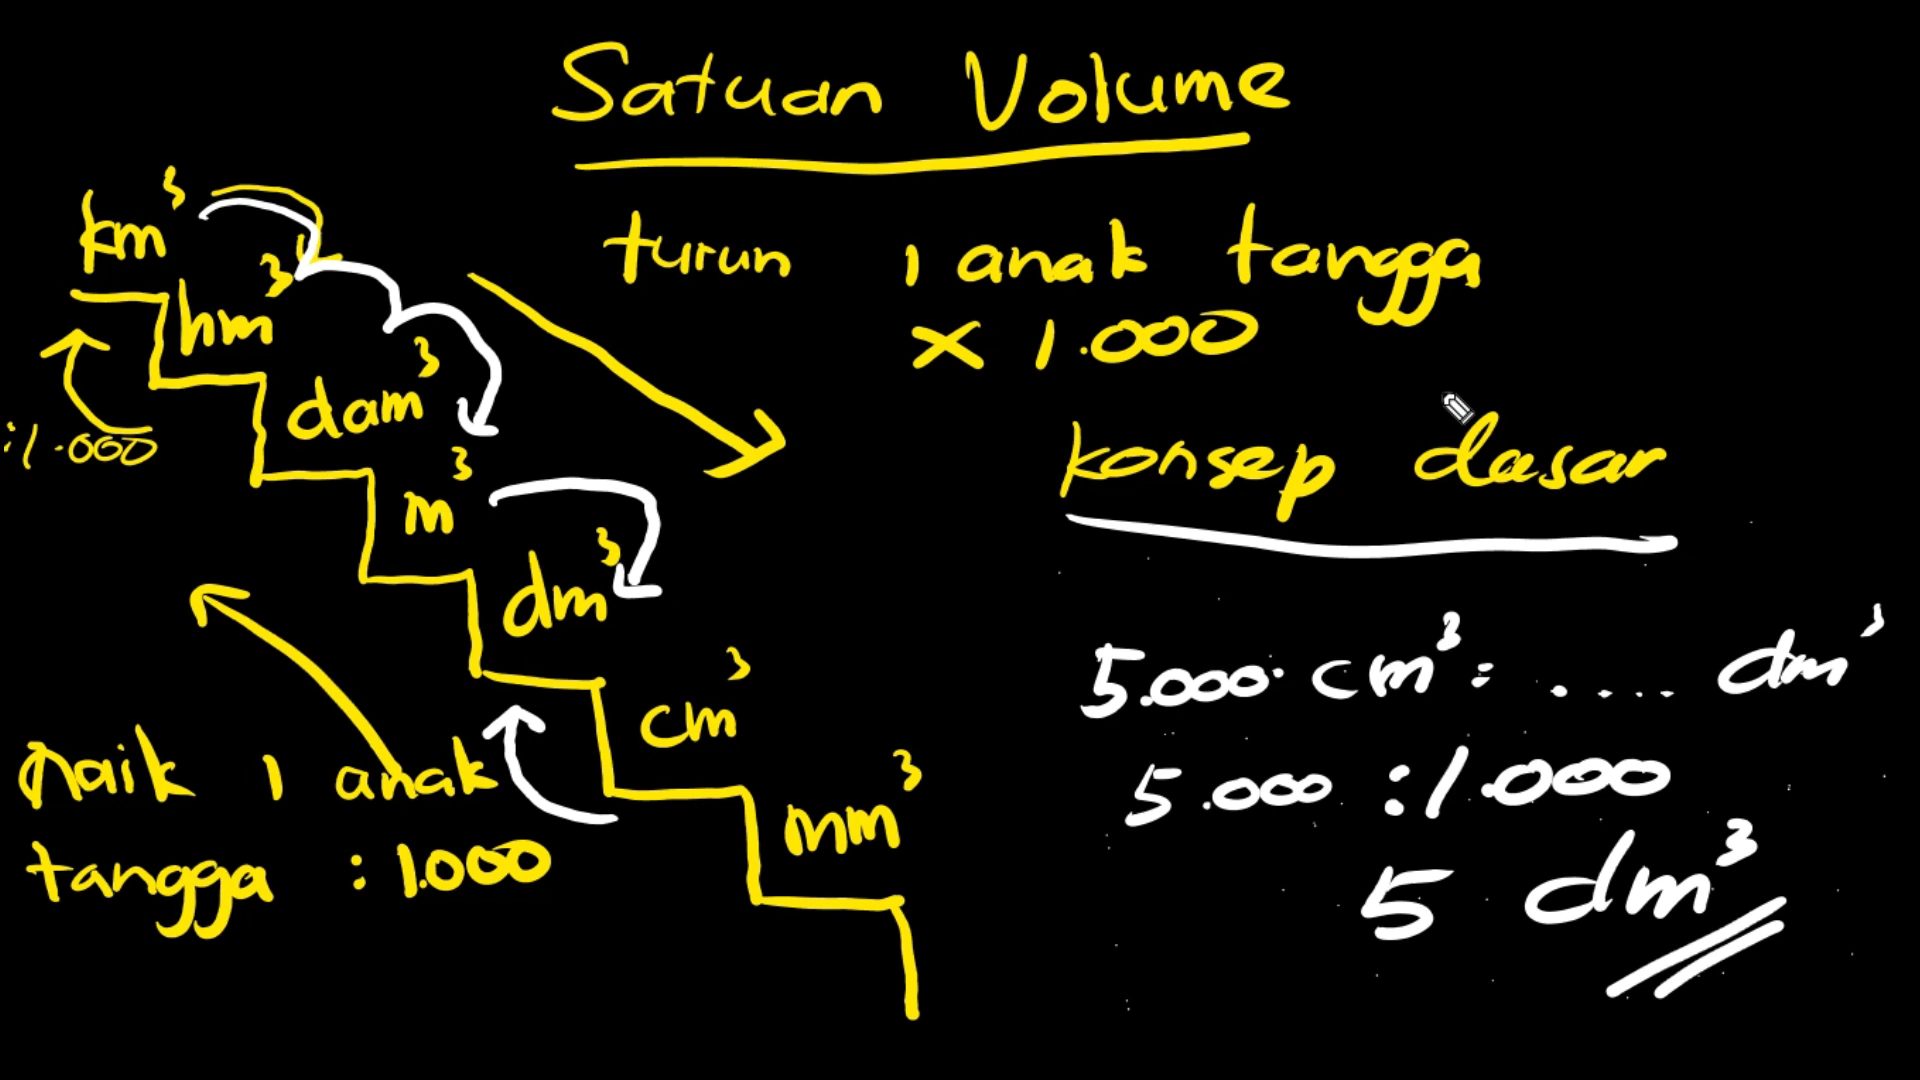 Satuan Volume
km³
hm³
dam³
m³
dm³
cm³
mm³
:1.000
turun 1 anak tangga
× 1.000
naik 1 anak
tangga : 1.000
konsep dasar
5.000 cm³ = .... dm³
5.000 : 1.000
5 dm³